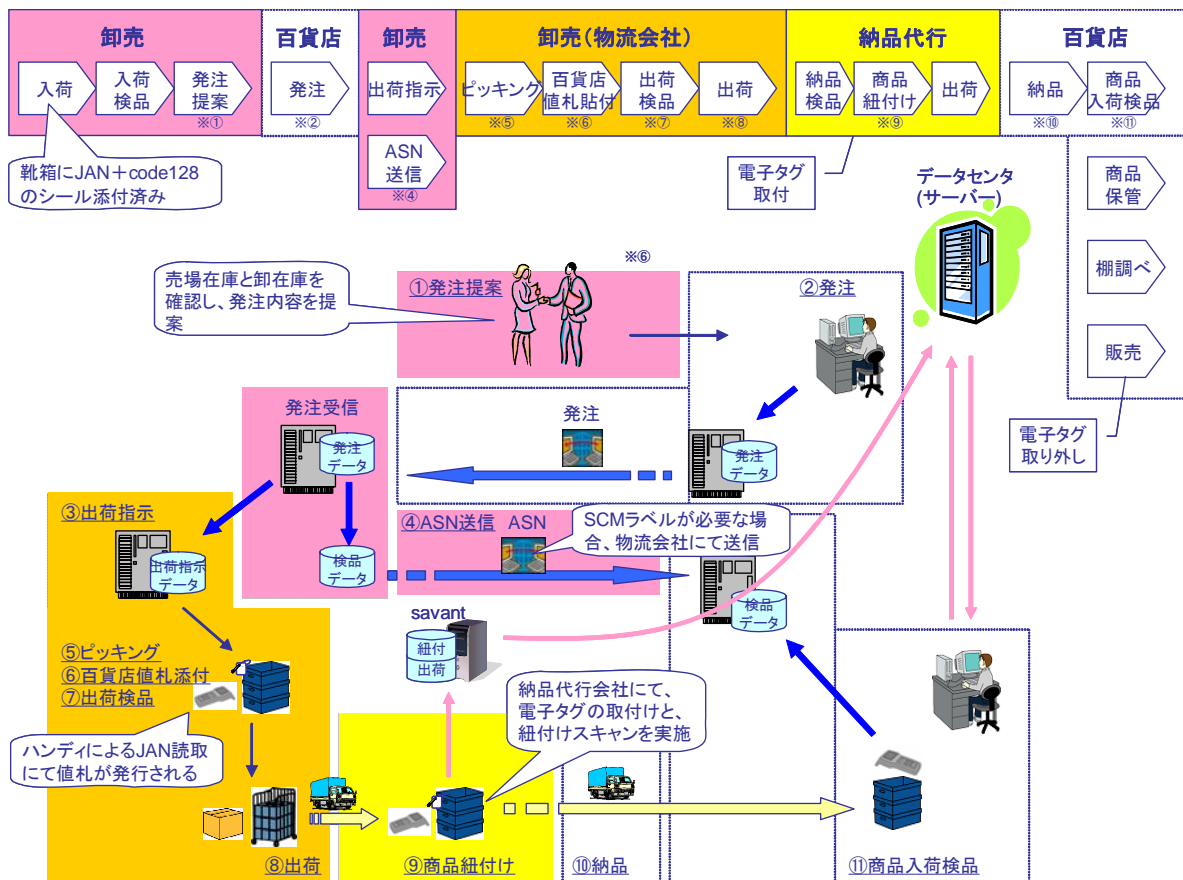 卸売
百貨店
卸売
卸売(物流会社)
納品代行
百貨店
入荷
入荷
検品
発注
提案
※①
発注
※②
出荷指示
ASN
送信
※④
ピッキング
※⑤
百貨店
値札貼付
※⑥
出荷
検品
※⑦
出荷
※⑧
納品
検品
商品
紐付け
※⑨
出荷
納品
※⑩
商品
入荷検品
※⑪
商品
保管
棚調べ
販売
靴箱にJAN+code128
のシール添付済み
電子タグ
取付
データセンタ
(サーバー)
電子タグ
取り外し
※⑥
売場在庫と卸在庫を
確認し、発注内容を提
案
①発注提案
②発注
発注受信
発注
データ
発注
発注
データ
③出荷指示
出荷指示
データ
検品
データ
④ASN送信 ASN
SCMラベルが必要な場
合、物流会社にて送信
検品
データ
savant
紐付
出荷
⑤ピッキング
⑥百貨店値札添付
⑦出荷検品
納品代行会社にて、
電子タグの取付けと、
紐付けスキャンを実施
ハンディによるJAN読取
にて値札が発行される
⑧出荷
⑨商品紐付け
⑩納品
⑪商品入荷検品